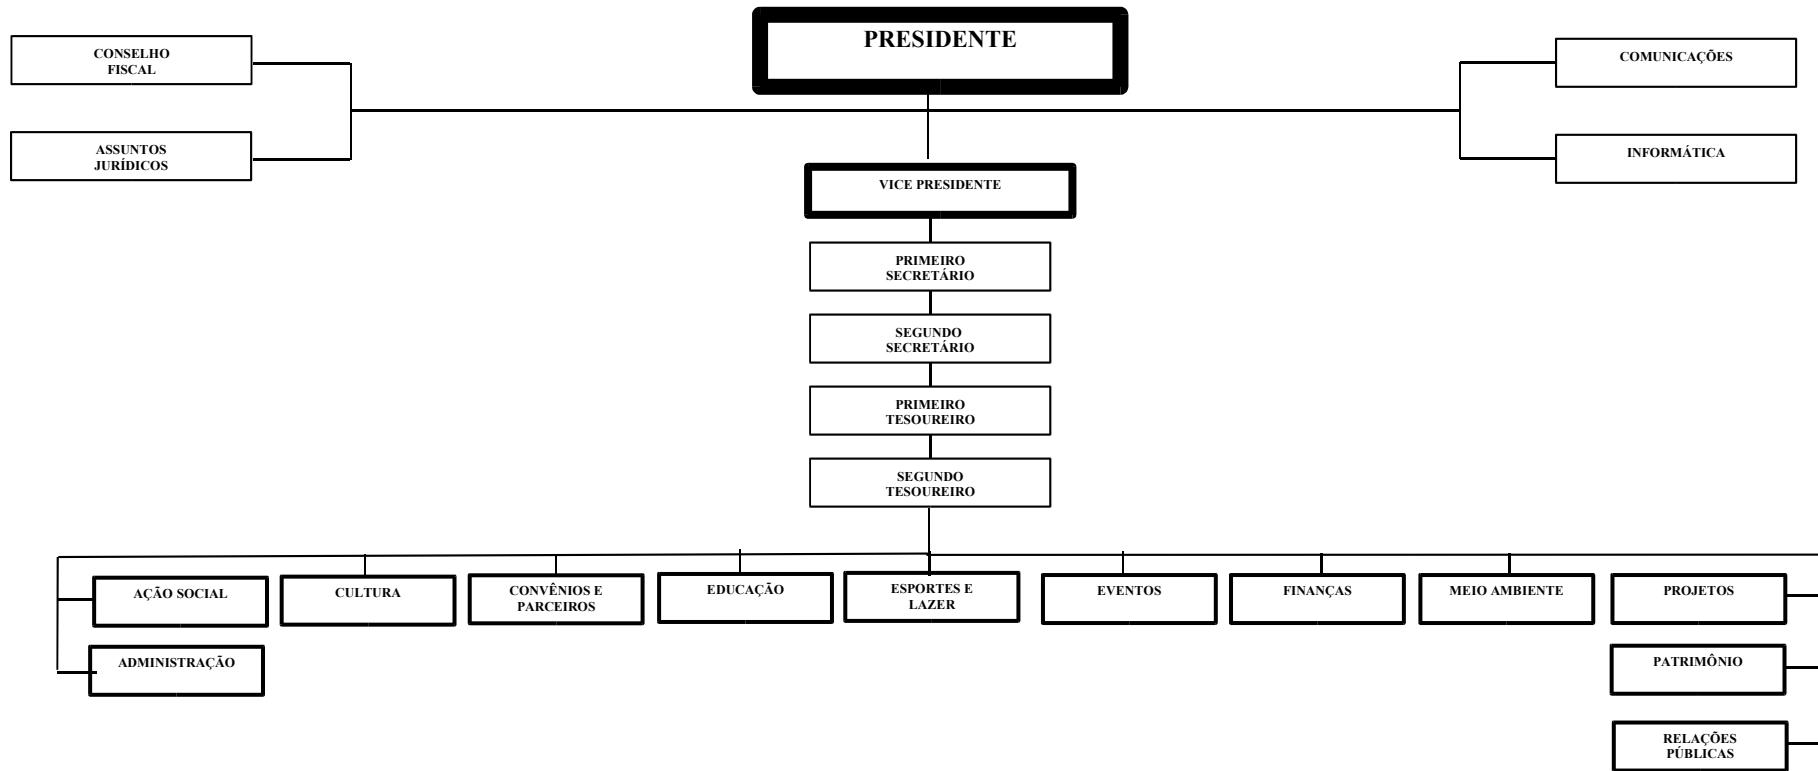 PRESIDENTE
CONSELHO
FISCAL
COMUNICAÇÕES
ASSUNTOS
JURÍDICOS
INFORMÁTICA
VICE PRESIDENTE
PRIMEIRO
SECRETÁRIO
SEGUNDO
SECRETÁRIO
PRIMEIRO
TESOUREIRO
SEGUNDO
TESOUREIRO
AÇÃO SOCIAL
CULTURA
CONVÊNIOS E
PARCEIROS
EDUCAÇÃO
ESPORTES E
LAZER
EVENTOS
FINANÇAS
MEIO AMBIENTE
PROJETOS
ADMINISTRAÇÃO
PATRIMÔNIO
RELAÇÕES
PÚBLICAS